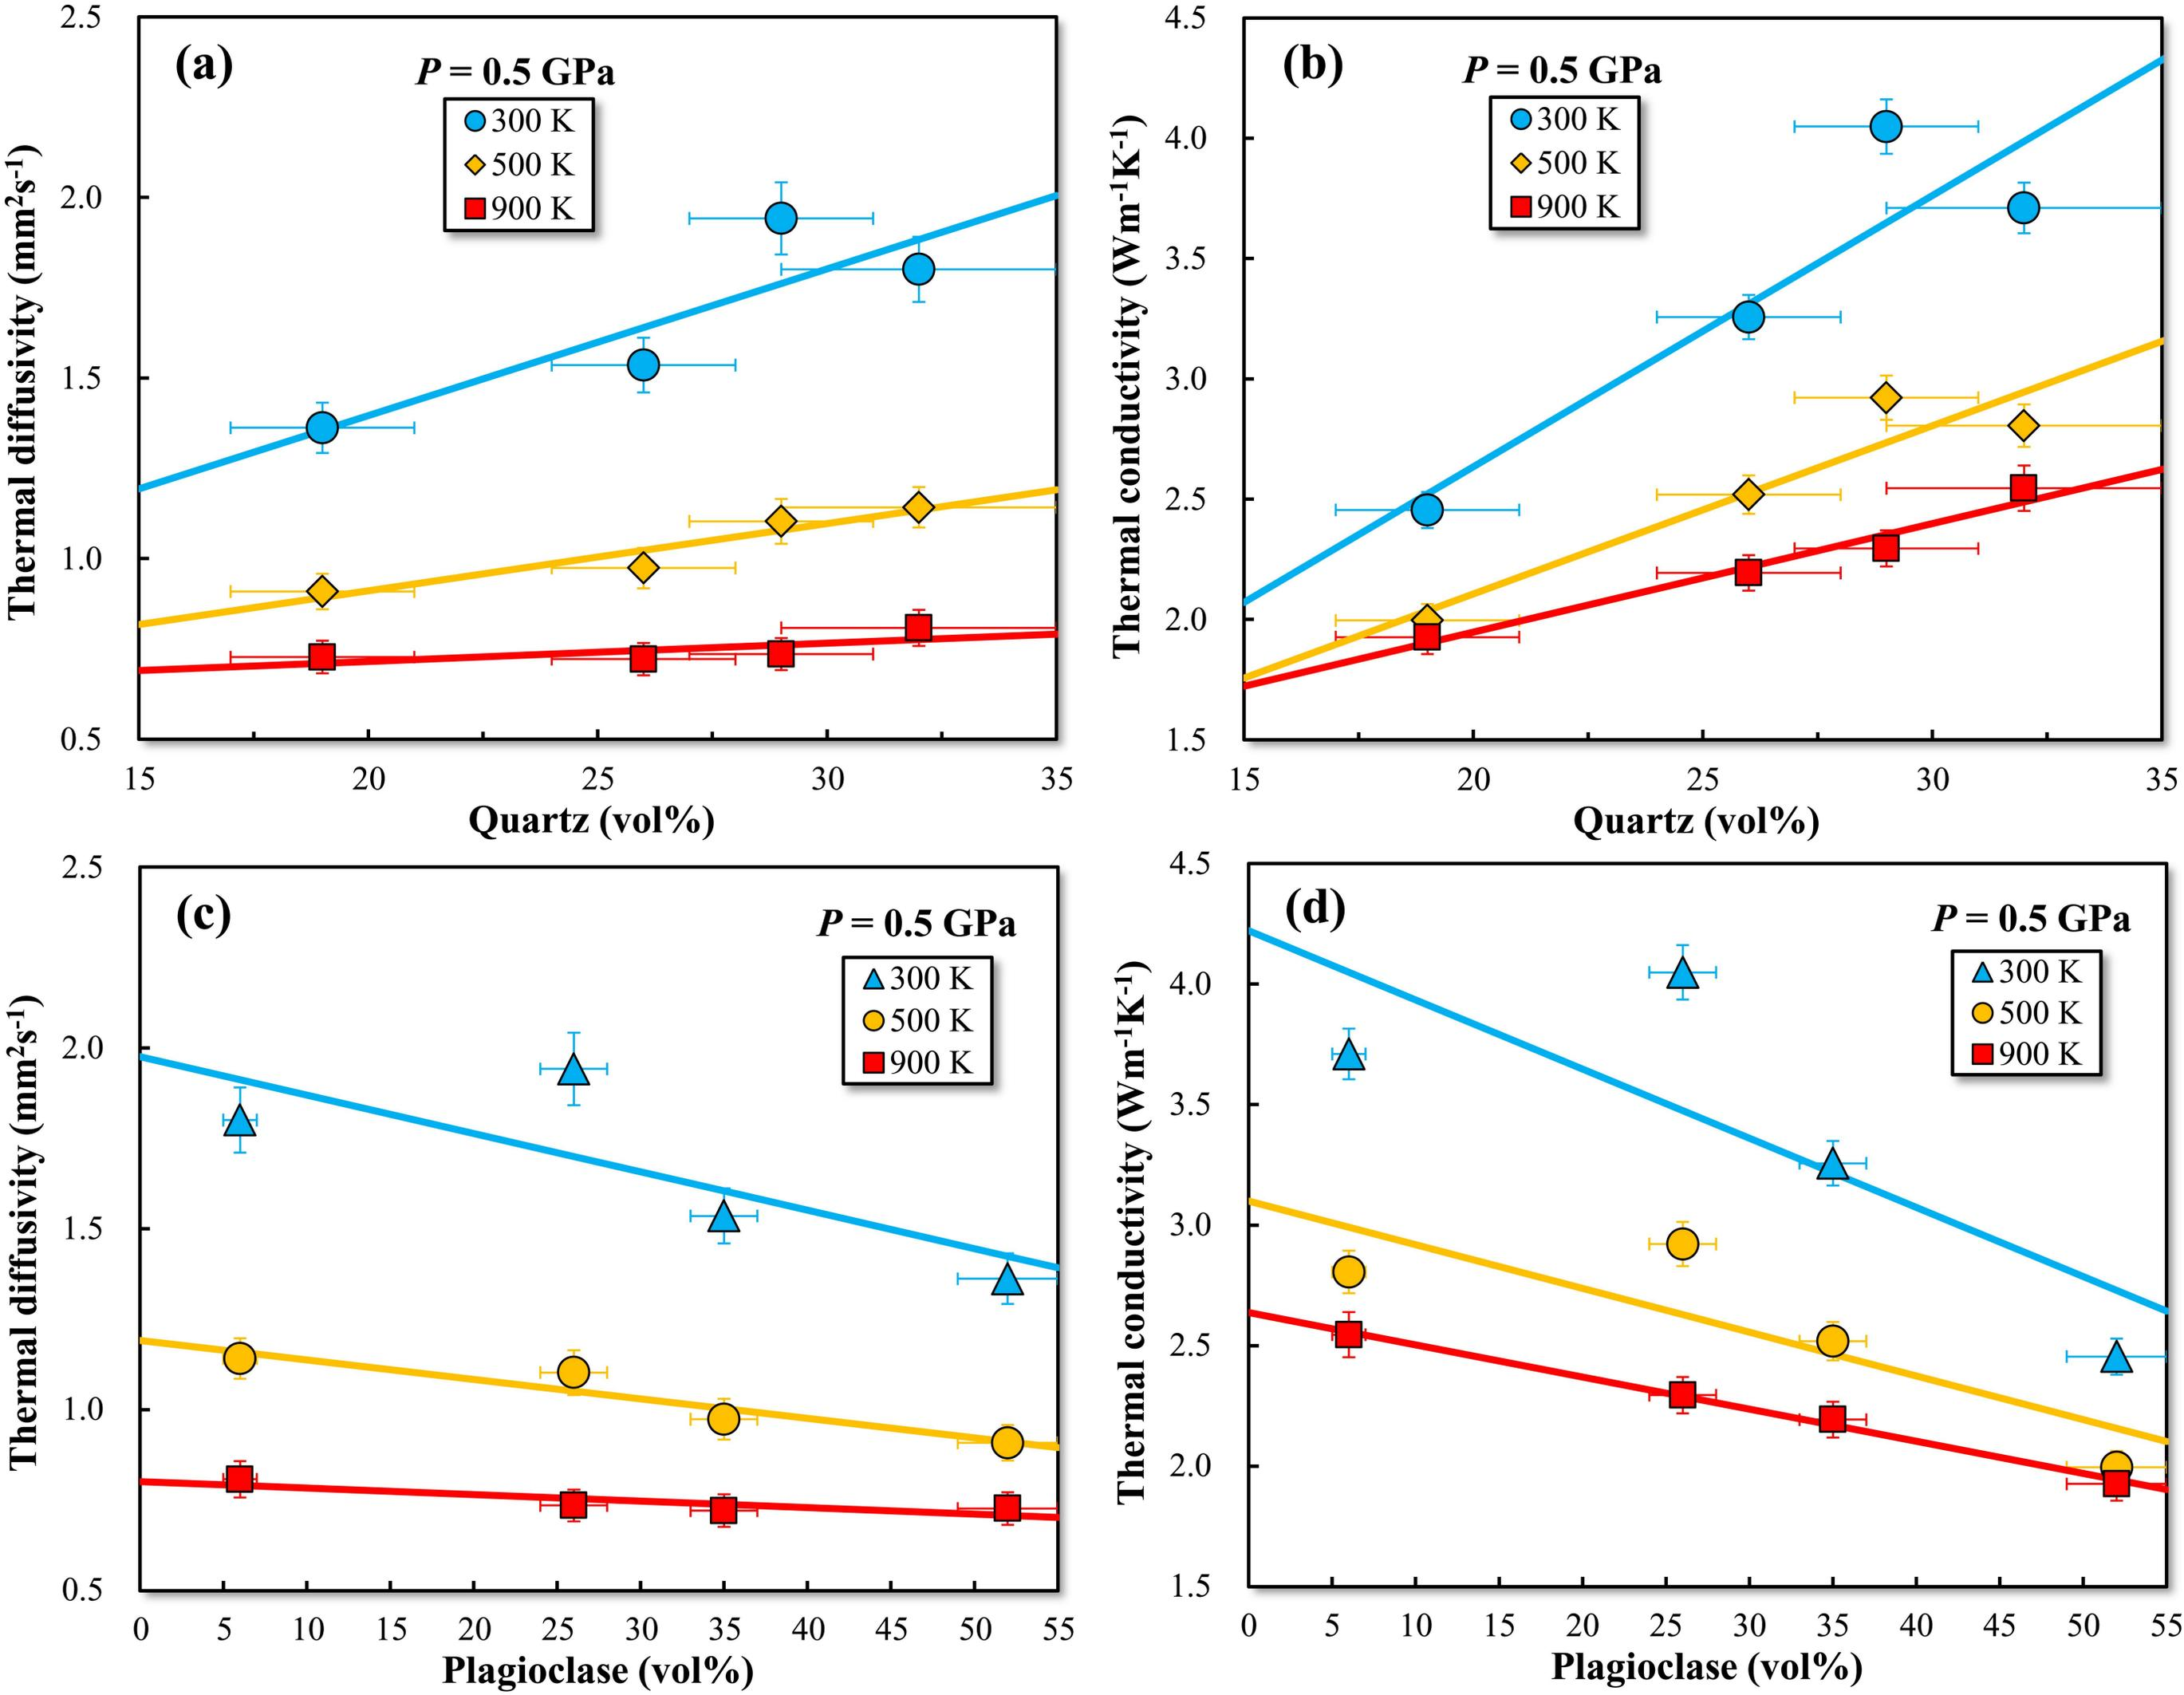 (a)
P = 0.5 GPa
300 K
500 K
900 K
2.5
2.0
1.5
1.0
0.5
Thermal diffusivity (mm²s⁻¹)
15 20 25 30 35
Quartz (vol%)
(b)
P = 0.5 GPa
300 K
500 K
900 K
4.5
4.0
3.5
3.0
2.5
2.0
1.5
Thermal conductivity (Wm⁻¹K⁻¹)
15 20 25 30 35
Quartz (vol%)
(c)
P = 0.5 GPa
300 K
500 K
900 K
2.5
2.0
1.5
1.0
0.5
Thermal diffusivity (mm²s⁻¹)
0 5 10 15 20 25 30 35 40 45 50 55
Plagioclase (vol%)
(d)
P = 0.5 GPa
300 K
500 K
900 K
4.5
4.0
3.5
3.0
2.5
2.0
1.5
Thermal conductivity (Wm⁻¹K⁻¹)
0 5 10 15 20 25 30 35 40 45 50 55
Plagioclase (vol%)